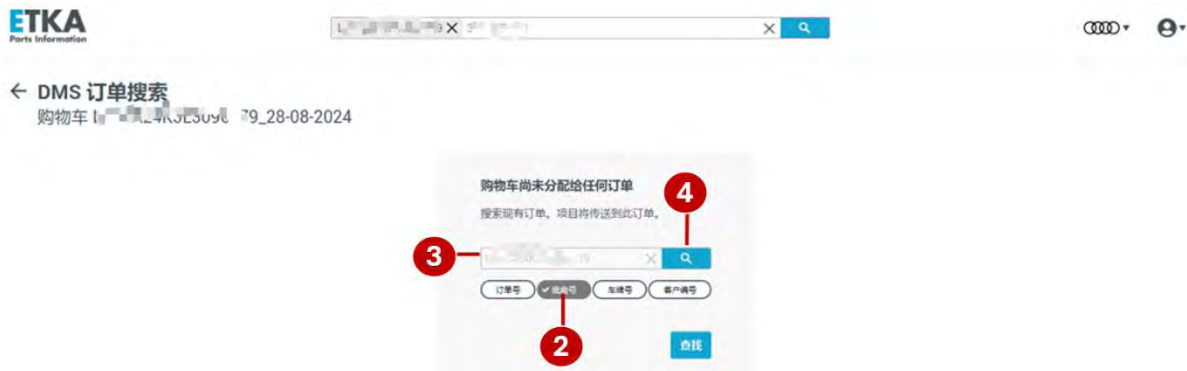 ETKA
Parts Information
← DMS 订单搜索
购物车 _28-08-2024
购物车尚未分配给任何订单
搜索现有订单。项目将传送到此订单。
4
3
订单号 ✓ 底盘号 车牌号 客户编号
2
查找